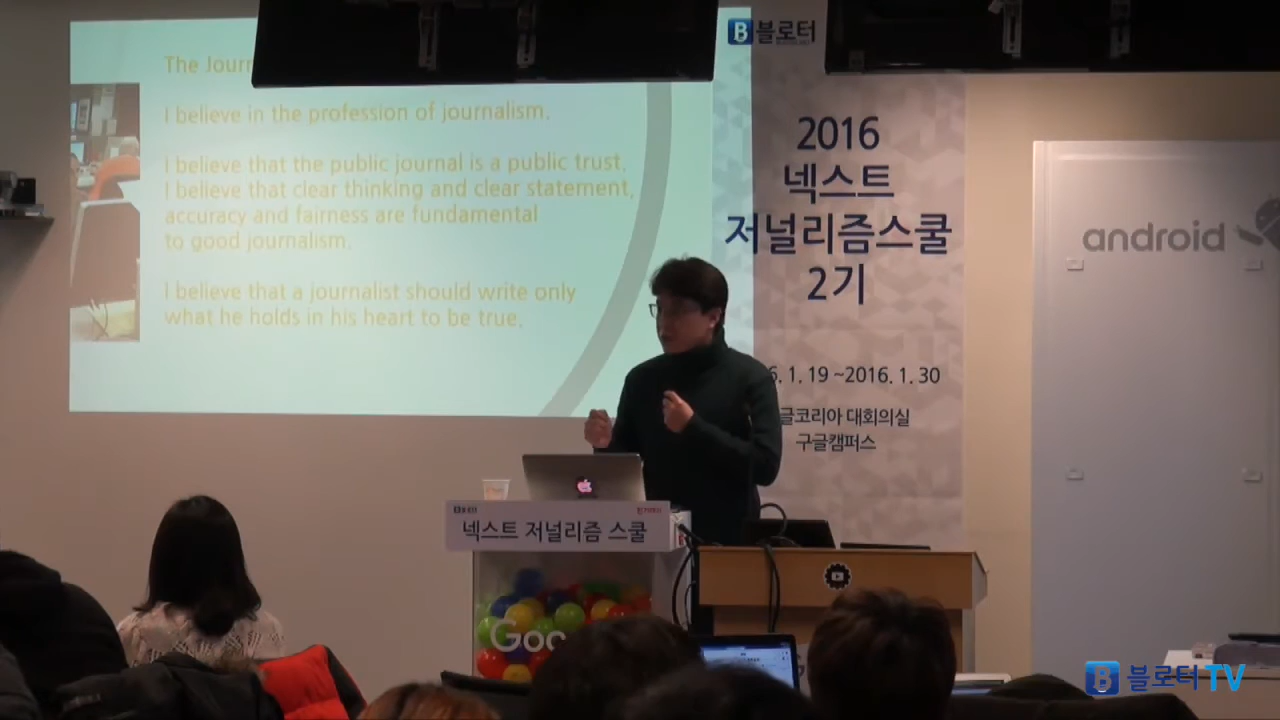 The Jour
I believe in the profession of journalism.
I believe that the public journal is a public trust.
I believe that clear thinking and clear statement,
accuracy and fairness are fundamental
to good journalism.
I believe that a journalist should write only
what he holds in his heart to be true.
B 블로터
2016
넥스트
저널리즘스쿨
2기
6. 1. 19 ~2016. 1. 30
글코리아 대회의실
구글캠퍼스
android
넥스트 저널리즘 스쿨
Goo
B 블로터 TV